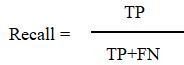 TP
Recall =
TP+FN